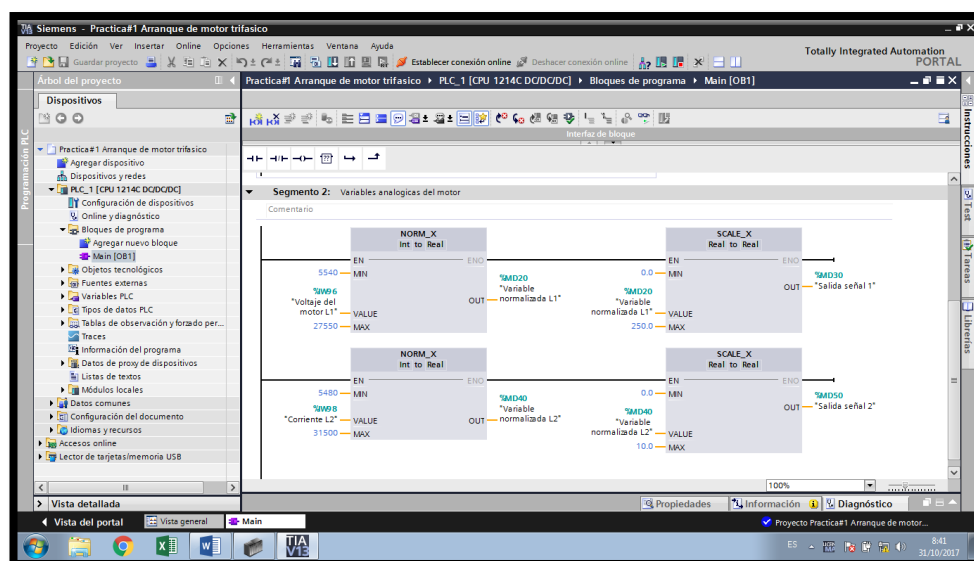 Siemens - Practica#1 Arranque de motor trifasico
Proyecto Edición Ver Insertar Online Opciones Herramientas Ventana Ayuda
Totally Integrated Automation
PORTAL
Guardar proyecto
Establecer conexión online
Deshacer conexión online
Árbol del proyecto
Practica#1 Arranque de motor trifasico PLC_1 [CPU 1214C DC/DC/DC] Bloques de programa Main [OB1]
Dispositivos
Programación PLC
Practica#1 Arranque de motor trifasico
Agregar dispositivo
Dispositivos y redes
PLC_1 [CPU 1214C DC/DC/DC]
Configuración de dispositivos
Online y diagnóstico
Bloques de programa
Agregar nuevo bloque
Main [OB1]
Objetos tecnológicos
Fuentes externas
Variables PLC
Tipos de datos PLC
Tablas de observación y forzado per...
Traces
Información del programa
Datos de proxy de dispositivos
Listas de textos
Módulos locales
Datos comunes
Configuración del documento
Idiomas y recursos
Accesos online
Lector de tarjetas/memoria USB
Vista detallada
Interfaz de bloque
Segmento 2: Variables analogicas del motor
Comentario
NORM_X
Int to Real
EN ENO
5540 MIN
%IW96
"Voltaje del
motor L1" VALUE
27550 MAX
OUT
%MD20
"Variable
normalizada L1"
SCALE_X
Real to Real
EN ENO
0.0 MIN
%MD20
"Variable
normalizada L1" VALUE
250.0 MAX
OUT
%MD30
"Salida señal 1"
NORM_X
Int to Real
EN ENO
5480 MIN
%IW98
"Corriente L2" VALUE
31500 MAX
OUT
%MD40
"Variable
normalizada L2"
SCALE_X
Real to Real
EN ENO
0.0 MIN
%MD40
"Variable
normalizada L2" VALUE
10.0 MAX
OUT
%MD50
"Salida señal 2"
100%
Propiedades Información Diagnóstico
Instrucciones
Test
Tareas
Librerías
Vista del portal Vista general Main
Proyecto Practica#1 Arranque de motor...
TIA
V13
ES
8:41
31/10/2017